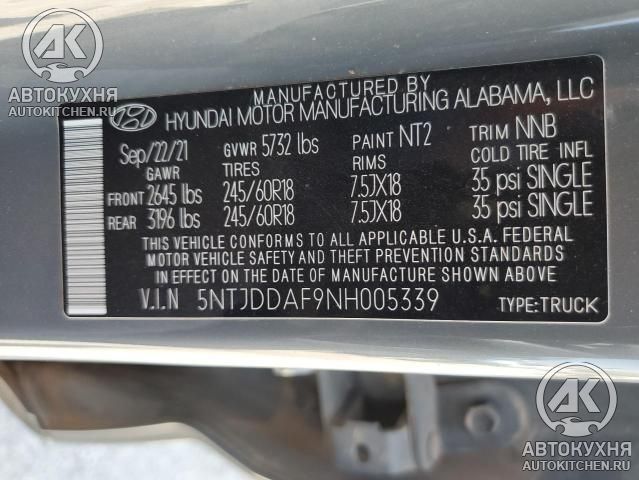 AK
АВТОКУХНЯ
AUTOKITCHEN.RU
MANUFACTURED BY
HYUNDAI MOTOR MANUFACTURING ALABAMA, LLC
Sep/22/21 GVWR 5732 lbs PAINT NT2 TRIM NNB
GAWR TIRES RIMS COLD TIRE INFL
FRONT 2645 lbs 245/60R18 7.5JX18 35 psi SINGLE
REAR 3196 lbs 245/60R18 7.5JX18 35 psi SINGLE
THIS VEHICLE CONFORMS TO ALL APPLICABLE U.S.A. FEDERAL
MOTOR VEHICLE SAFETY AND THEFT PREVENTION STANDARDS
IN EFFECT ON THE DATE OF MANUFACTURE SHOWN ABOVE.
V.I.N 5NTJDDAF9NH005339 TYPE:TRUCK
AK
АВТОКУХНЯ
AUTOKITCHEN.RU